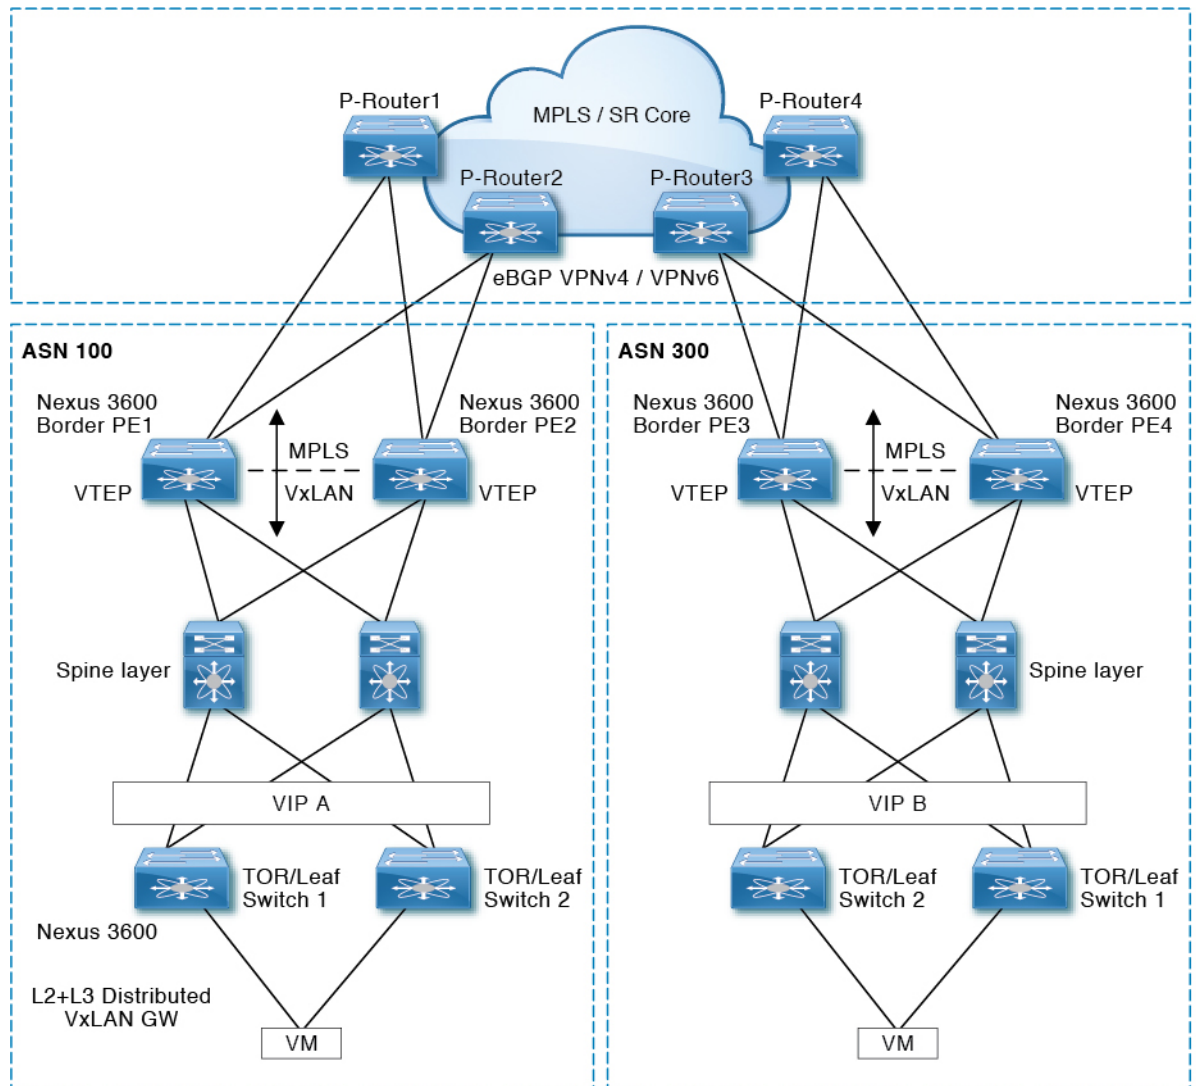 P-Router1
P-Router4
MPLS / SR Core
P-Router2
P-Router3
eBGP VPNv4 / VPNv6
ASN 100
Nexus 3600
Border PE1
Nexus 3600
Border PE2
MPLS
VTEP
VxLAN
VTEP
Spine layer
VIP A
TOR/Leaf
Switch 1
TOR/Leaf
Switch 2
Nexus 3600
L2+L3 Distributed
VxLAN GW
VM
ASN 300
Nexus 3600
Border PE3
Nexus 3600
Border PE4
MPLS
VTEP
VxLAN
VTEP
Spine layer
VIP B
TOR/Leaf
Switch 2
TOR/Leaf
Switch 1
VM